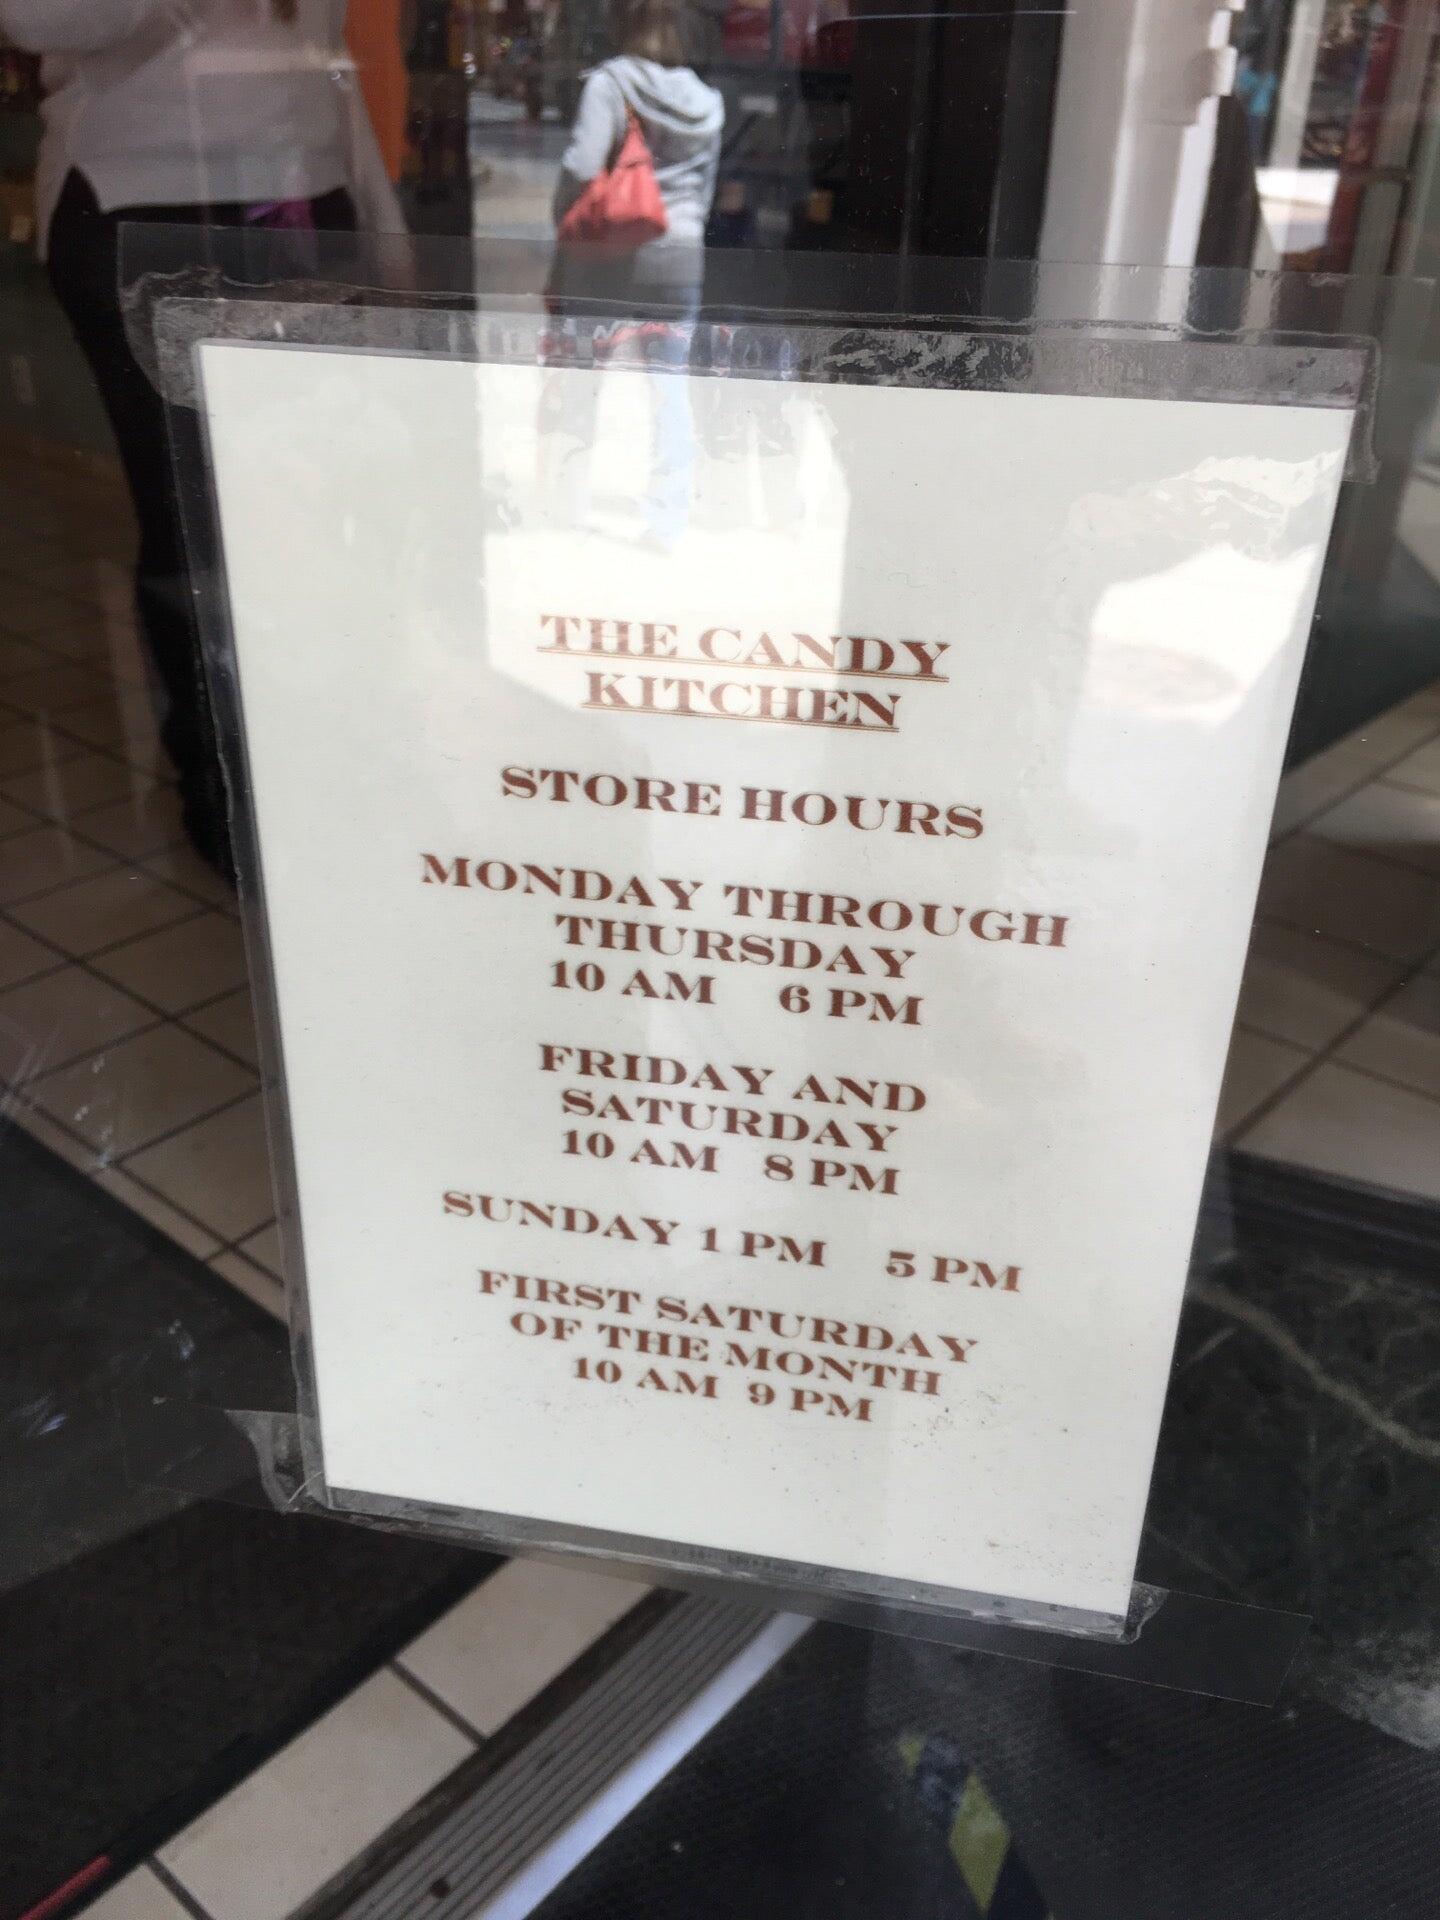 THE CANDY
KITCHEN
STORE HOURS
MONDAY THROUGH
THURSDAY
10 AM 6 PM
FRIDAY AND
SATURDAY
10 AM 8 PM
SUNDAY 1 PM 5 PM
FIRST SATURDAY
OF THE MONTH
10 AM 9 PM